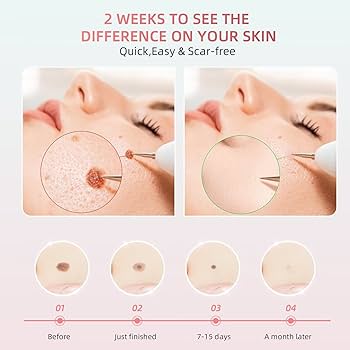 2 WEEKS TO SEE THE
DIFFERENCE ON YOUR SKIN
Quick,Easy & Scar-free
01
02
03
04
Before
Just finished
7-15 days
A month later